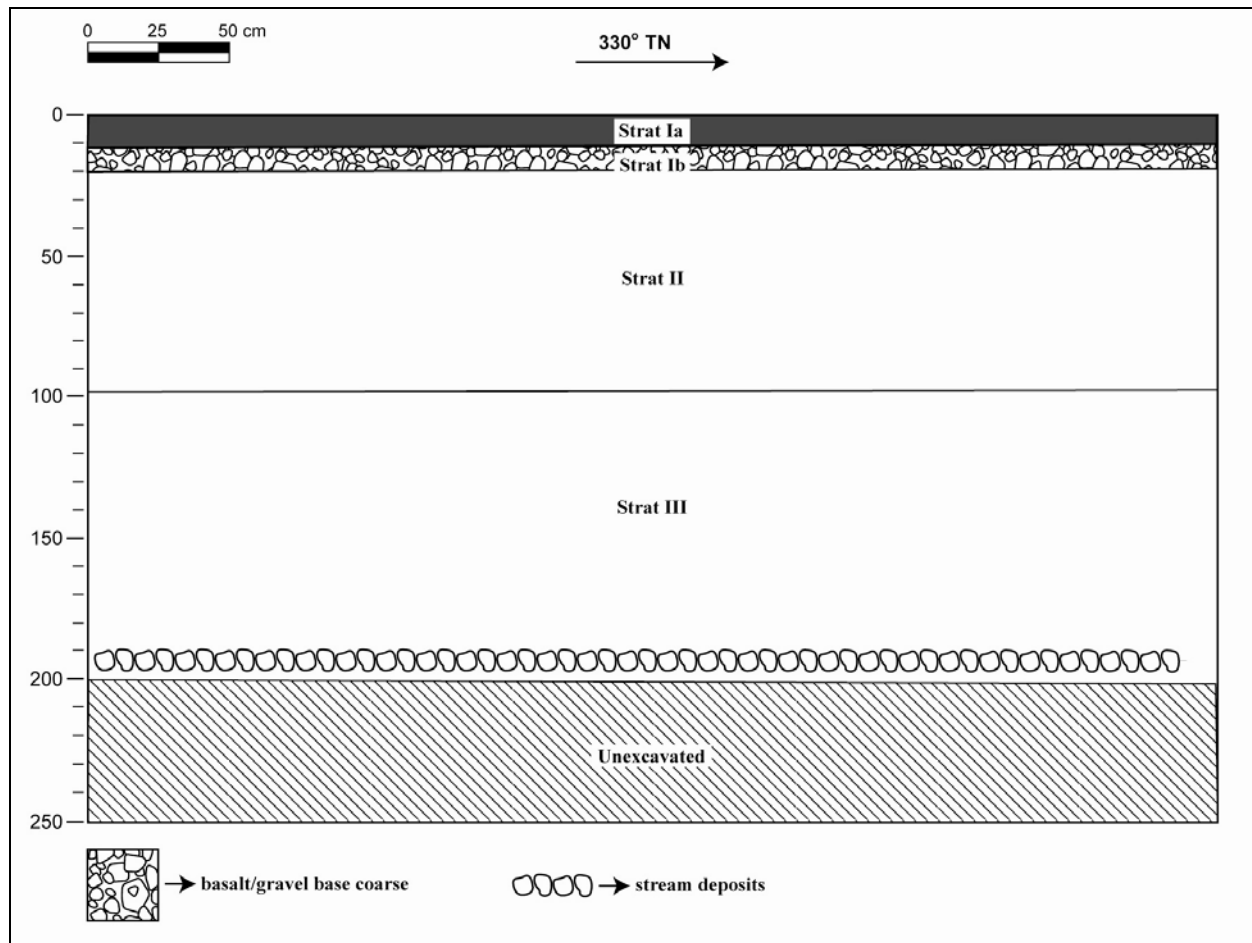 0 25 50 cm
330° TN
0
Strat Ia
Strat Ib
50
Strat II
100
Strat III
150
200
Unexcavated
250
basalt/gravel base coarse
stream deposits